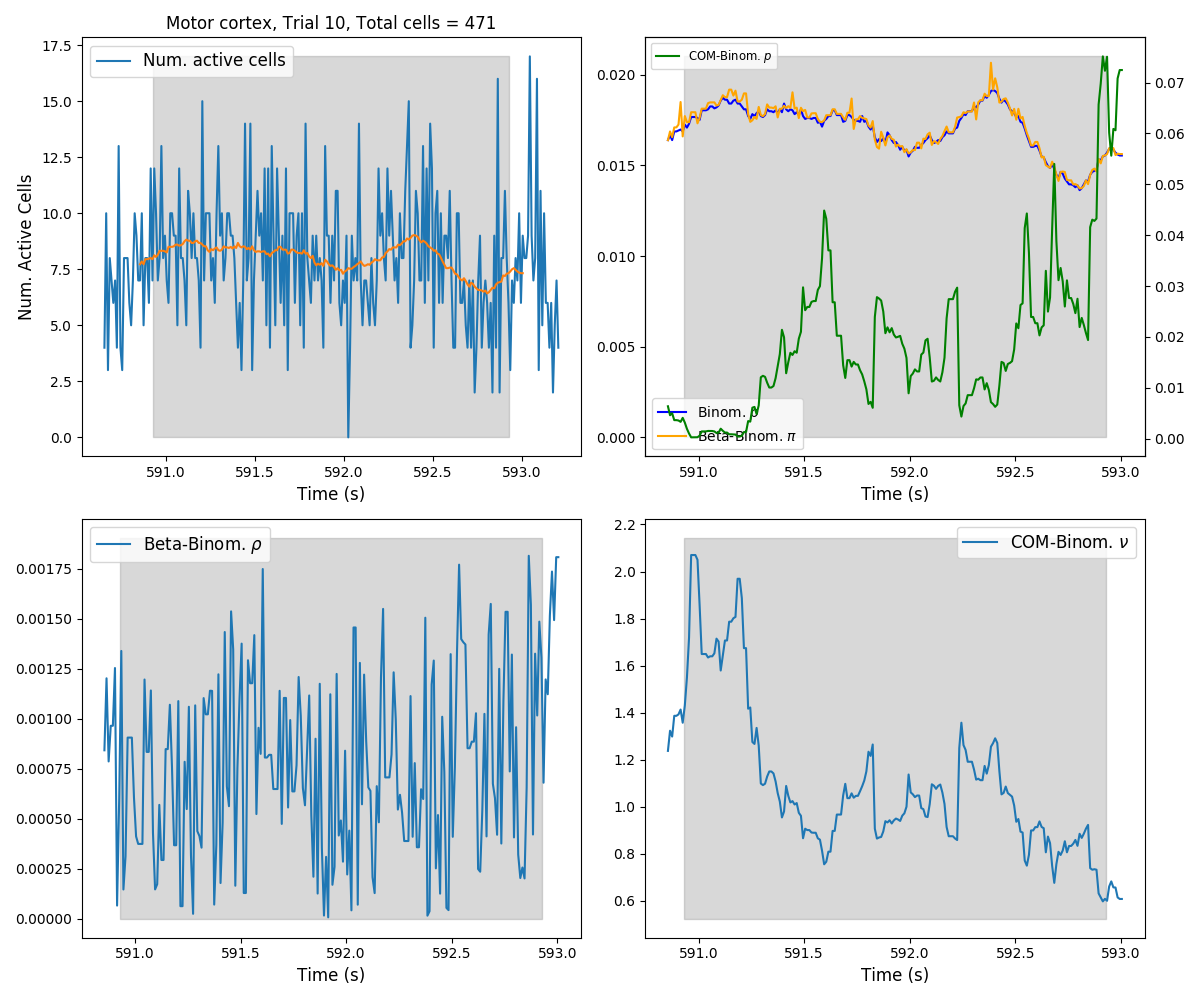 Motor cortex, Trial 10, Total cells = 471
Num. active cells
17.5
15.0
12.5
10.0
7.5
5.0
2.5
0.0
Num. Active Cells
591.0 591.5 592.0 592.5 593.0
Time (s)
COM-Binom. p
Binom. p
Beta-Binom. π
0.020
0.015
0.010
0.005
0.000
0.07
0.06
0.05
0.04
0.03
0.02
0.01
0.00
591.0 591.5 592.0 592.5 593.0
Time (s)
Beta-Binom. ρ
0.00175
0.00150
0.00125
0.00100
0.00075
0.00050
0.00025
0.00000
591.0 591.5 592.0 592.5 593.0
Time (s)
COM-Binom. ν
2.2
2.0
1.8
1.6
1.4
1.2
1.0
0.8
0.6
591.0 591.5 592.0 592.5 593.0
Time (s)